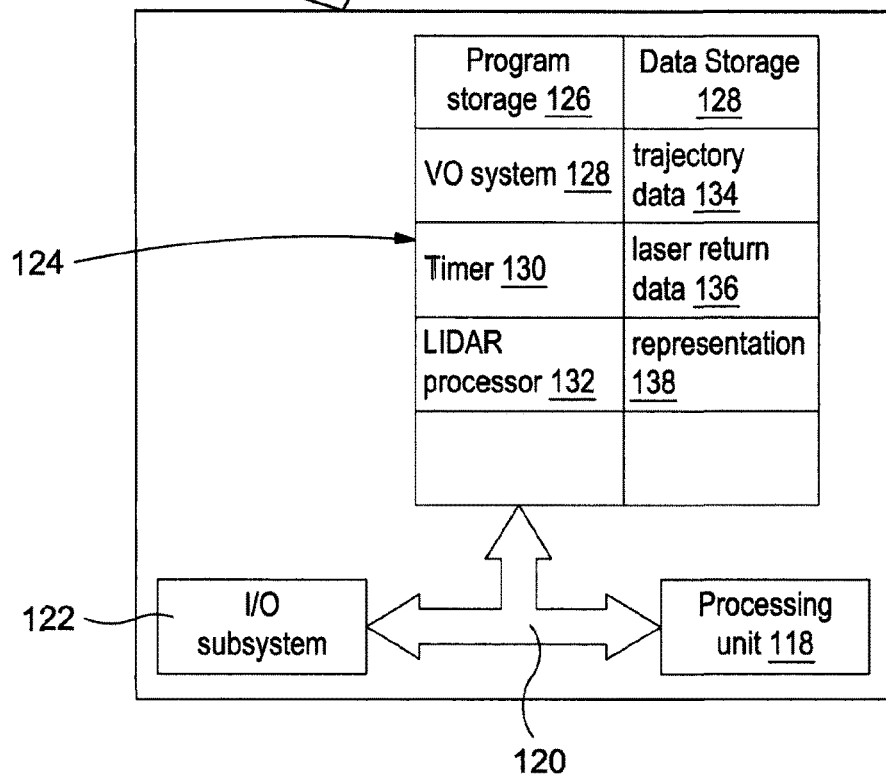 Program
storage 126
Data Storage
128
VO system 128
trajectory
data 134
124
Timer 130
laser return
data 136
LIDAR
processor 132
representation
138
122
I/O
subsystem
Processing
unit 118
120